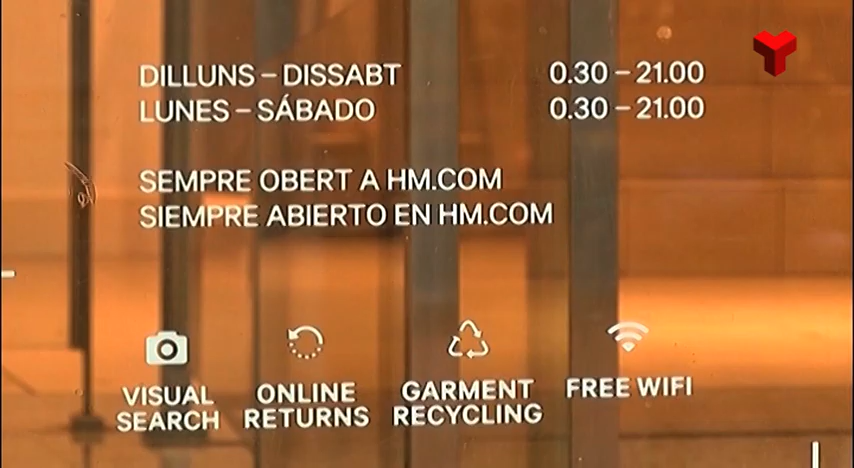 DILLUNS – DISSABT 0.30 – 21.00
LUNES – SÁBADO 0.30 – 21.00
SEMPRE OBERT A HM.COM
SIEMPRE ABIERTO EN HM.COM
VISUAL SEARCH
ONLINE RETURNS
GARMENT RECYCLING
FREE WIFI